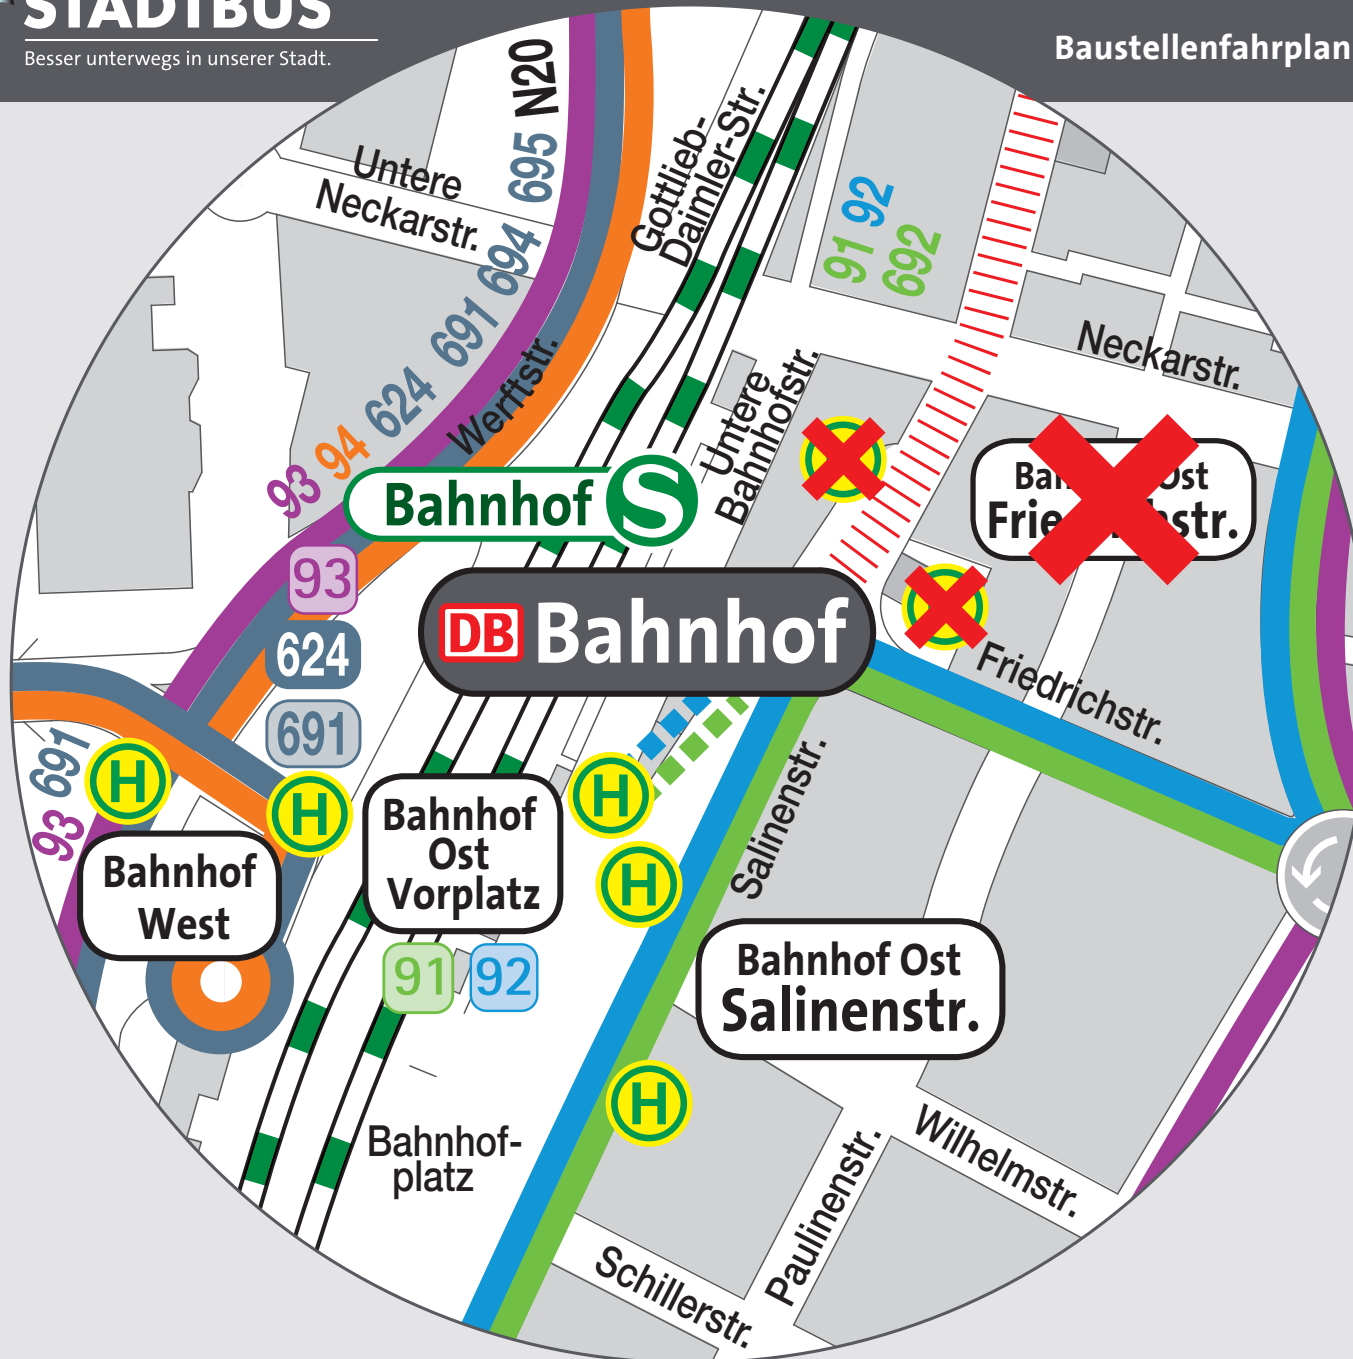 STADTBUS
Besser unterwegs in unserer Stadt.
Baustellenfahrplan
N20
695
694
691
624
94
93
Untere
Neckarstr.
Gottlieb-
Daimler-Str.
91 92
692
Neckarstr.
Werftstr.
Untere
Bahnhofstr.
Bahnhof S
Ost
DB Bahnhof
Friedrichstr.
93
624
691
691
93
H
H
H
H
H
Bahnhof
West
Bahnhof
Ost
Vorplatz
91 92
Salinenstr.
Bahnhof Ost
Salinenstr.
Bahnhof-
platz
Wilhelmstr.
Paulinenstr.
Schillerstr.